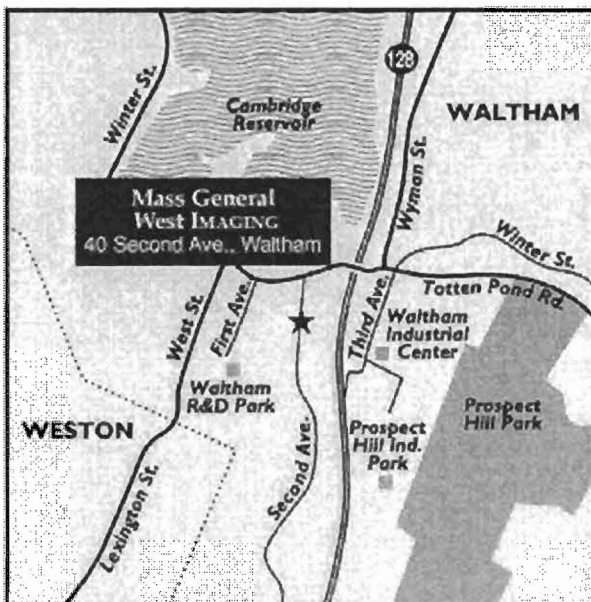 Winter St.
Cambridge
Reservoir
128
WALTHAM
Wyman St.
Mass General
West IMAGING
40 Second Ave., Waltham
Winter St.
Totten Pond Rd.
West St.
First Ave.
Third Ave.
Waltham
Industrial
Center
Waltham
R&D Park
WESTON
Second Ave.
Prospect
Hill Ind.
Park
Prospect
Hill Park
Lexington St.